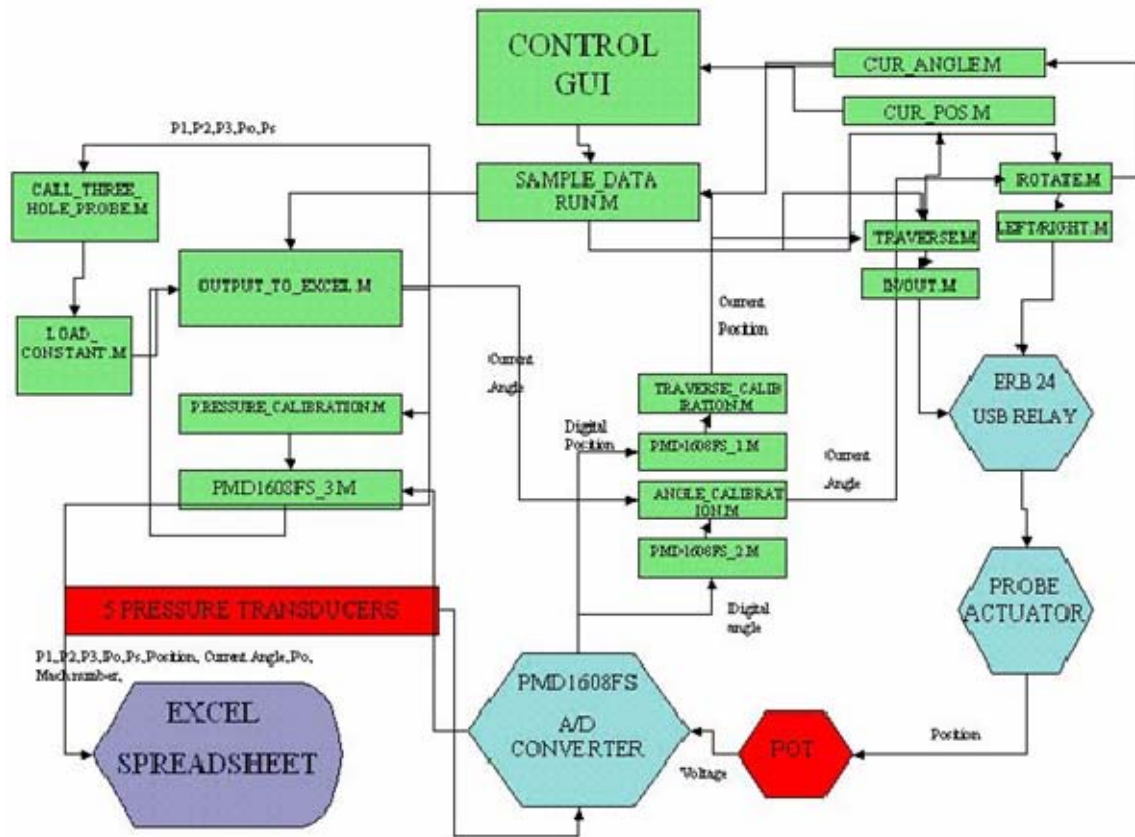 CONTROL
GUI
CUR_ANGLE.M
CUR_POS.M
P1,P2,P3,Po,Ps
CALL_THREE_
HOLE_PROBE.M
SAMPLE_DATA
RUN.M
ROTATE.M
LEFT/RIGHT.M
TRAVERSE.M
IN/OUT.M
OUTPUT_TO_EXCEL.M
LOAD_
CONSTANT.M
Current
Position
Current
Angle
TRAVERSE_CALIB
RATION.M
ERB 24
USB RELAY
PRESSURE_CALIBRATION.M
Digital
Position
PMD1608FS_1.M
Current
Angle
PMD1608FS_3.M
ANGLE_CALIBRAT
ION.M
PMD1608FS_2.M
PROBE
ACTUATOR
5 PRESSURE TRANSDUCERS
Digital
angle
P1,P2,P3,Po,Ps,Position, Current Angle,Po,
Mach number,
PMD1608FS
A/D
CONVERTER
EXCEL
SPREADSHEET
POT
Position
Voltage